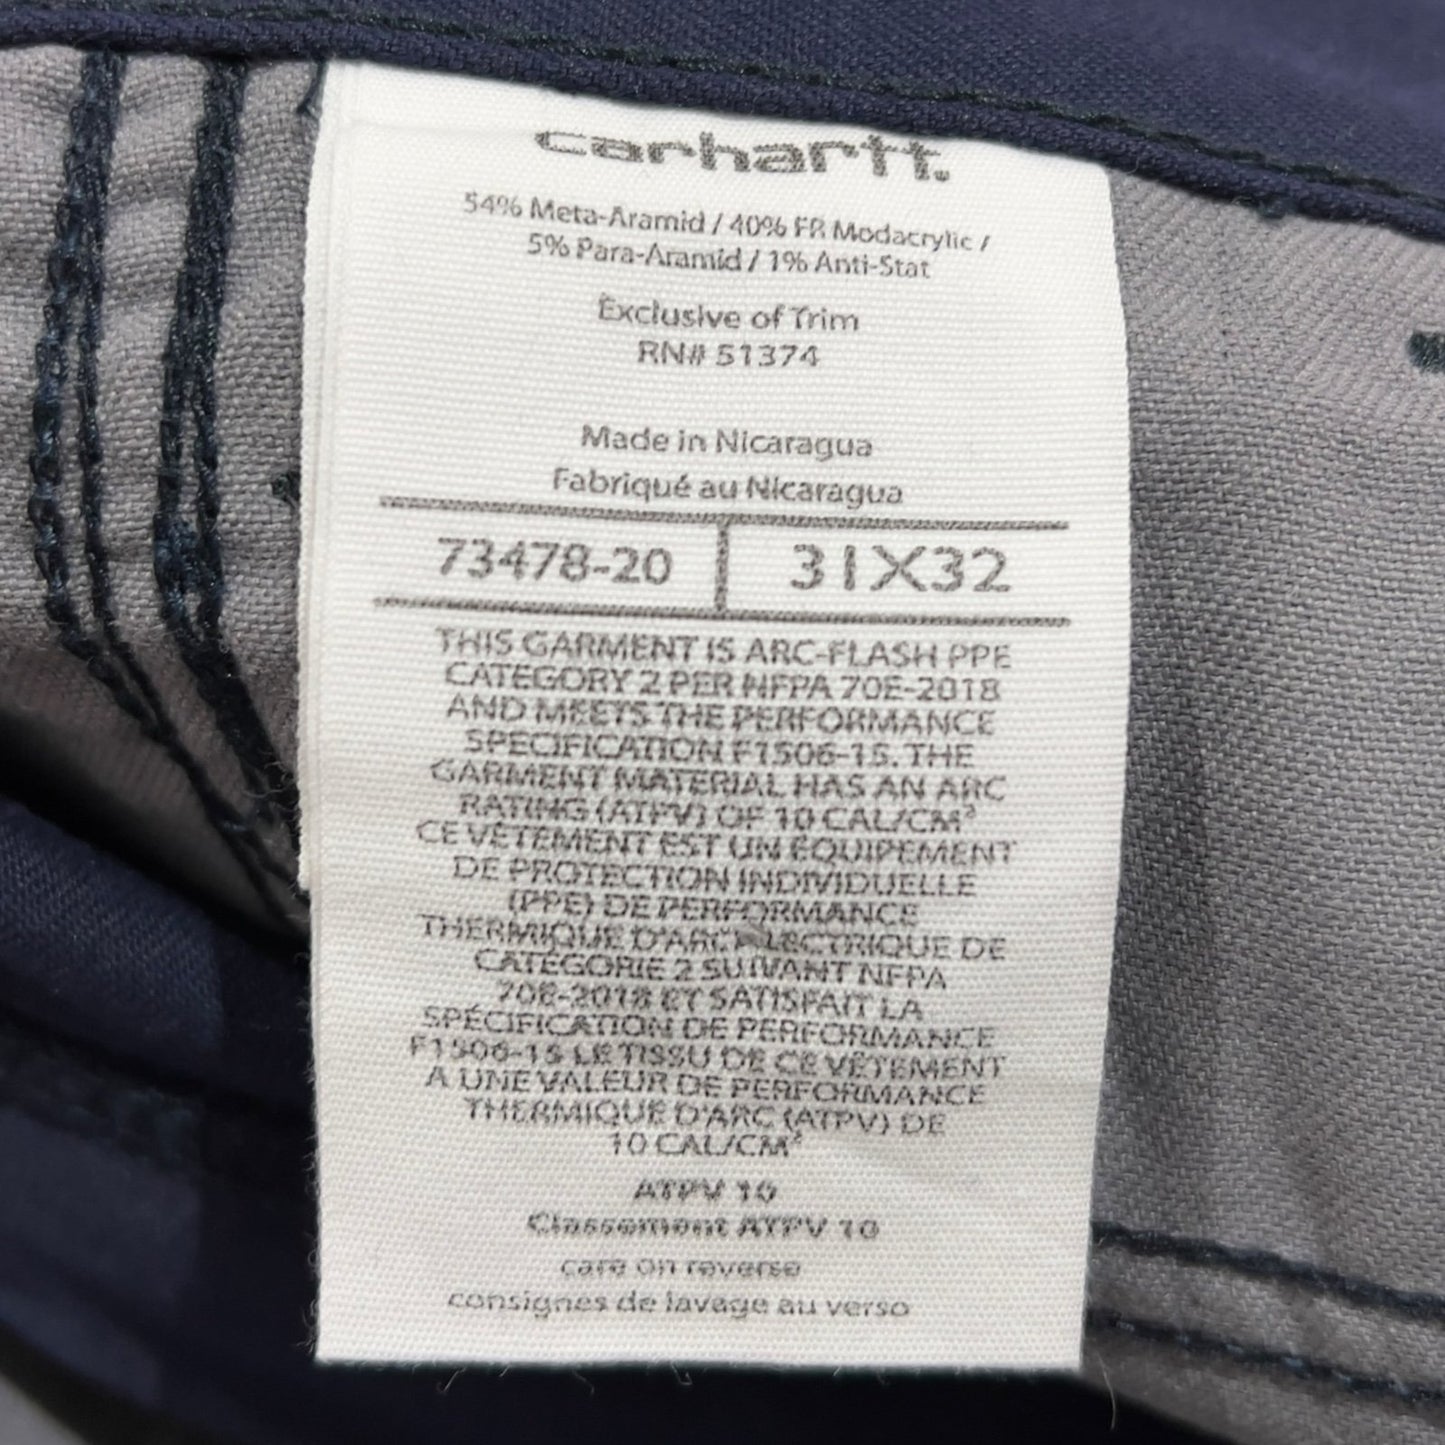 carhartt.
54% Meta-Aramid / 40% FR Modacrylic /
5% Para-Aramid / 1% Anti-Stat
Exclusive of Trim
RN# 51374
Made in Nicaragua
Fabriqué au Nicaragua
73478-20 31X32
THIS GARMENT IS ARC-FLASH PPE
CATEGORY 2 PER NFPA 70E-2018
AND MEETS THE PERFORMANCE
SPECIFICATION F1506-15. THE
GARMENT MATERIAL HAS AN ARC
RATING (ATPV) OF 10 CAL/CM²
CE VÊTEMENT EST UN ÉQUIPEMENT
DE PROTECTION INDIVIDUELLE
(PPE) DE PERFORMANCE
THERMIQUE D'ARC ÉLECTRIQUE DE
CATÉGORIE 2 SUIVANT NFPA
70E-2018 ET SATISFAIT LA
SPÉCIFICATION DE PERFORMANCE
F1506-15 LE TISSU DE CE VÊTEMENT
A UNE VALEUR DE PERFORMANCE
THERMIQUE D'ARC (ATPV) DE
10 CAL/CM²
ATPV 10
Classement ATPV 10
care on reverse
consignes de lavage au verso